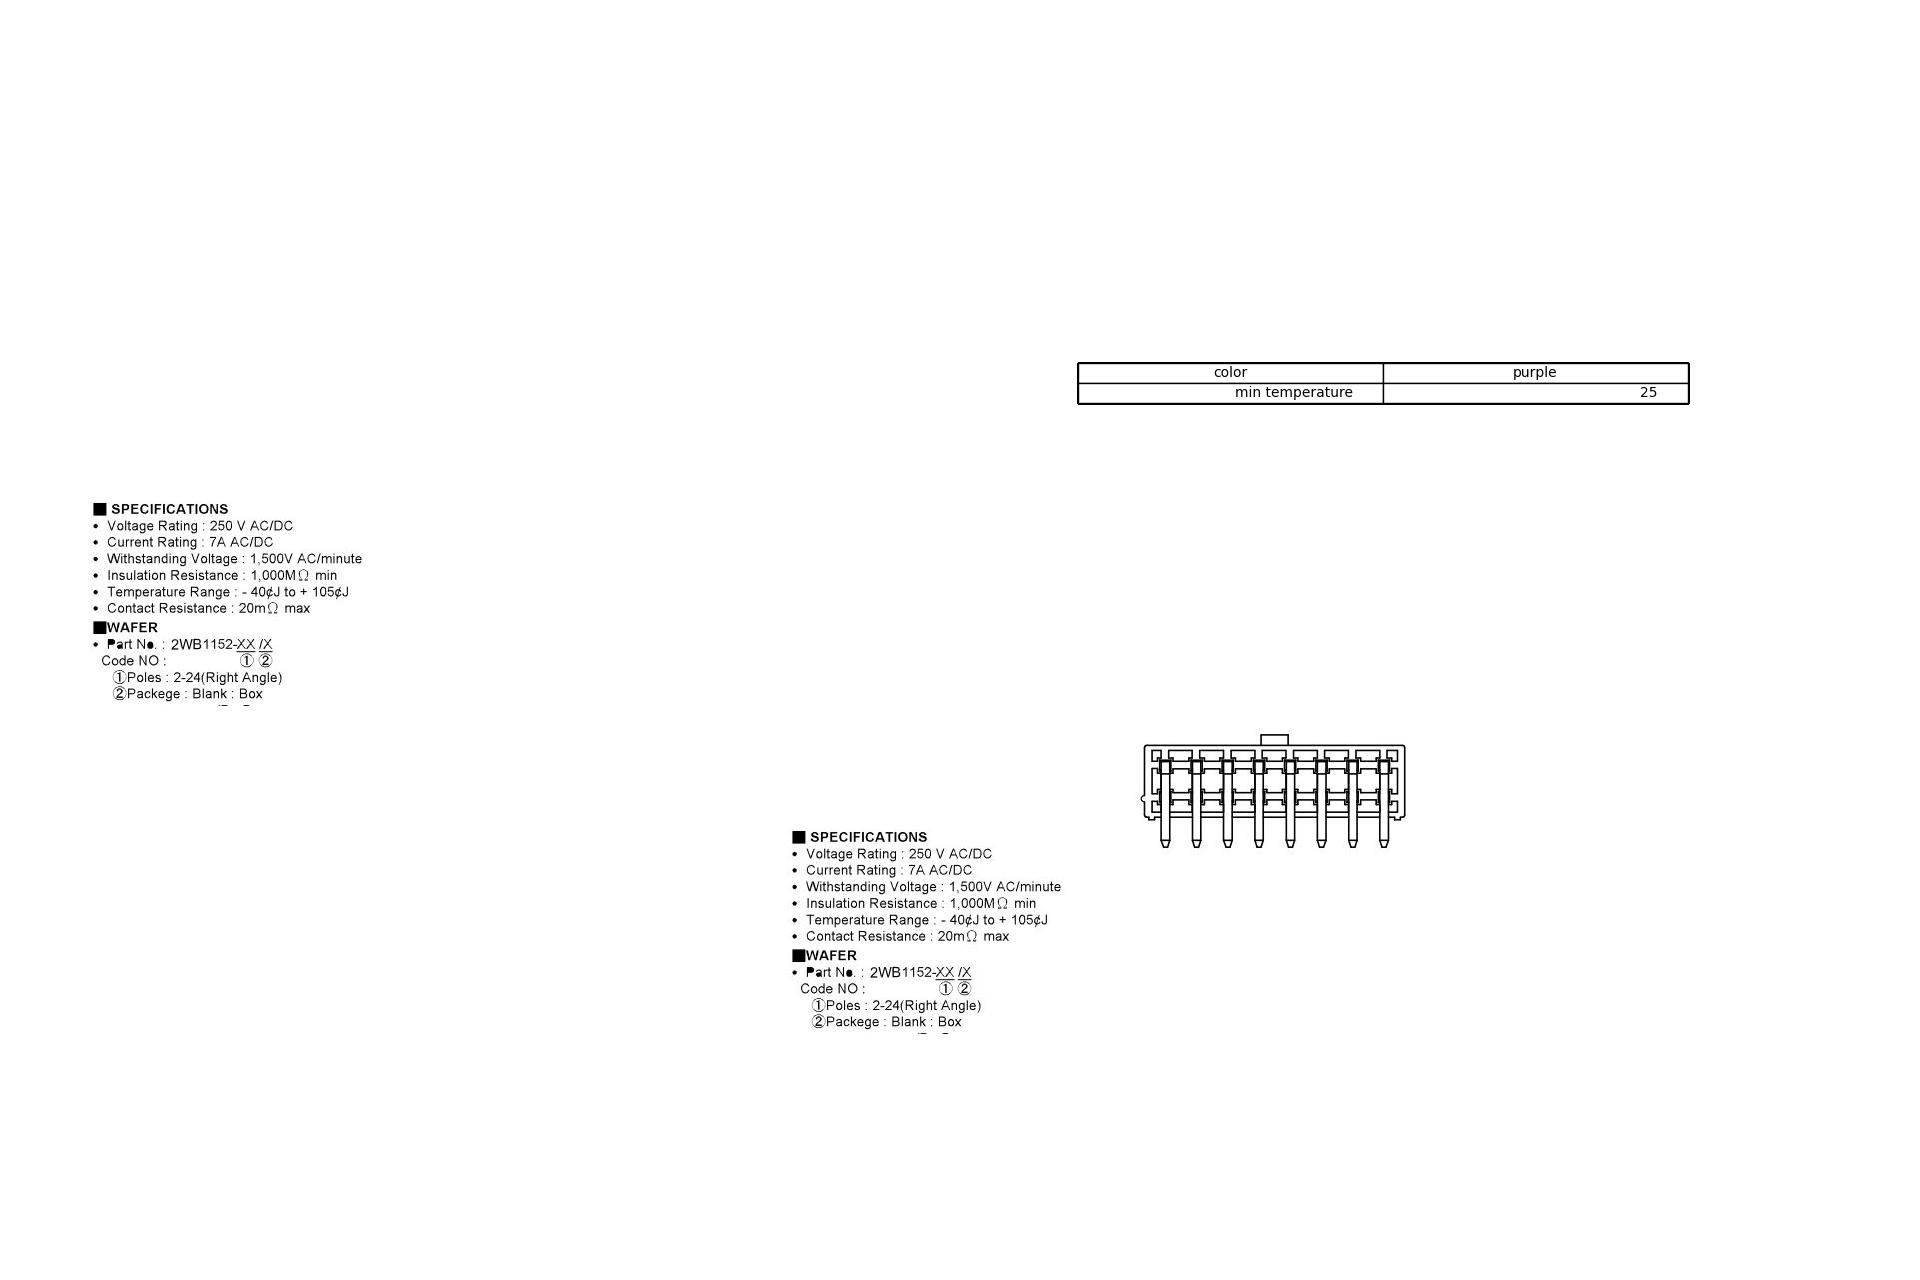 color purple
min temperature 25
■ SPECIFICATIONS
• Voltage Rating : 250 V AC/DC
• Current Rating : 7A AC/DC
• Withstanding Voltage : 1,500V AC/minute
• Insulation Resistance : 1,000MΩ min
• Temperature Range : - 40¢J to + 105¢J
• Contact Resistance : 20mΩ max
■WAFER
• Part No. : 2WB1152-XX /X
Code NO : ① ②
①Poles : 2-24(Right Angle)
②Packege : Blank : Box
■ SPECIFICATIONS
• Voltage Rating : 250 V AC/DC
• Current Rating : 7A AC/DC
• Withstanding Voltage : 1,500V AC/minute
• Insulation Resistance : 1,000MΩ min
• Temperature Range : - 40¢J to + 105¢J
• Contact Resistance : 20mΩ max
■WAFER
• Part No. : 2WB1152-XX /X
Code NO : ① ②
①Poles : 2-24(Right Angle)
②Packege : Blank : Box